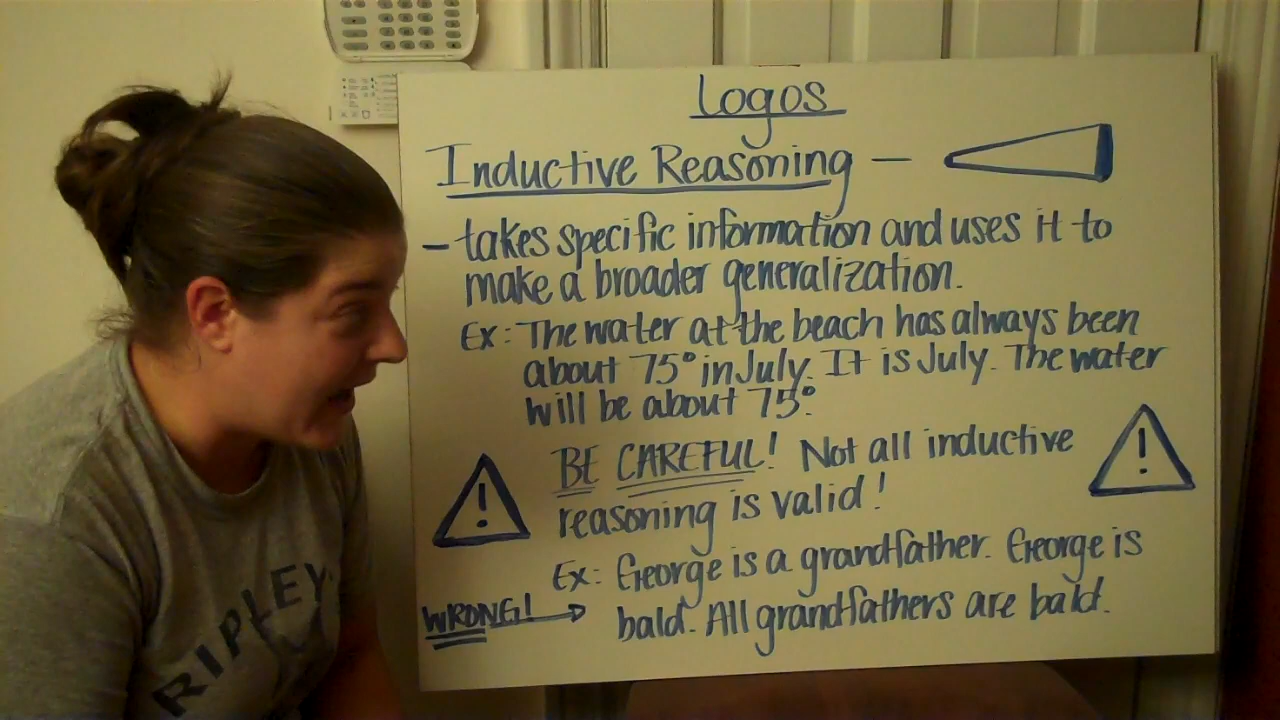 Logos
Inductive Reasoning —
- takes specific information and uses it to
make a broader generalization.
Ex: The water at the beach has always been
about 75° in July. It is July. The water
will be about 75°.
! BE CAREFUL! Not all inductive !
reasoning is valid!
Ex: George is a grandfather. George is
WRONG! → bald. All grandfathers are bald.
RIPLEY